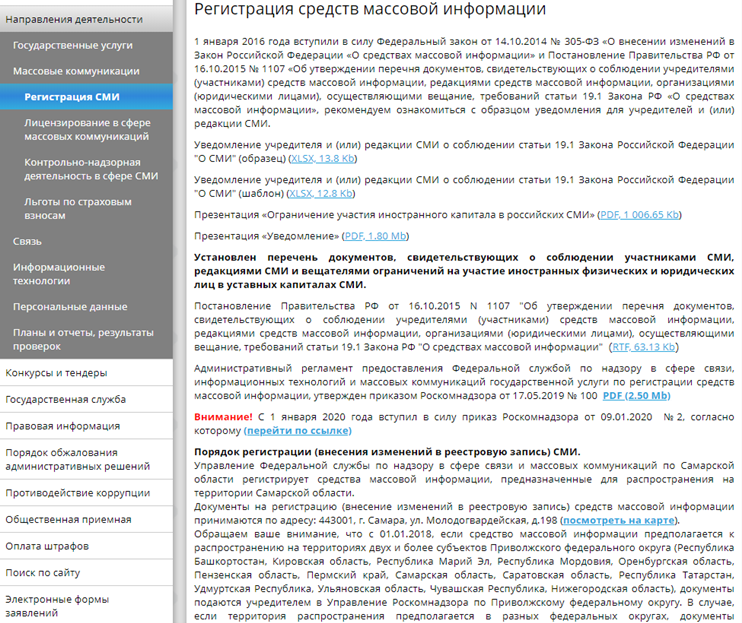 Направления деятельности
Государственные услуги
Массовые коммуникации
Регистрация СМИ
Лицензирование в сфере
массовых коммуникаций
Контрольно-надзорная
деятельность в сфере СМИ
Льготы по страховым
взносам
Связь
Информационные
технологии
Персональные данные
Планы и отчеты, результаты
проверок
Конкурсы и тендеры
Государственная служба
Правовая информация
Порядок обжалования
административных решений
Противодействие коррупции
Общественная приемная
Оплата штрафов
Поиск по сайту
Электронные формы
заявлений
Регистрация средств массовой информации
1 января 2016 года вступили в силу Федеральный закон от 14.10.2014 № 305-ФЗ «О внесении изменений в
Закон Российской Федерации «О средствах массовой информации» и Постановление Правительства РФ от
16.10.2015 № 1107 «Об утверждении перечня документов, свидетельствующих о соблюдении учредителями
(участниками) средств массовой информации, редакциями средств массовой информации, организациями
(юридическими лицами), осуществляющими вещание, требований статьи 19.1 Закона РФ «О средствах
массовой информации», рекомендуем ознакомиться с образцом уведомления для учредителей и (или)
редакции СМИ.
Уведомление учредителя и (или) редакции СМИ о соблюдении статьи 19.1 Закона Российской Федерации
"О СМИ" (образец) (XLSX, 13.8 Kb)
Уведомление учредителя и (или) редакции СМИ о соблюдении статьи 19.1 Закона Российской Федерации
"О СМИ" (шаблон) (XLSX, 12.8 Kb)
Презентация «Ограничение участия иностранного капитала в российских СМИ» (PDF, 1 006.65 Kb)
Презентация «Уведомление» (PDF, 1.80 Mb)
Установлен перечень документов, свидетельствующих о соблюдении участниками СМИ,
редакциями СМИ и вещателями ограничений на участие иностранных физических и юридических
лиц в уставных капиталах СМИ.
Постановление Правительства РФ от 16.10.2015 N 1107 "Об утверждении перечня документов,
свидетельствующих о соблюдении учредителями (участниками) средств массовой информации,
редакциями средств массовой информации, организациями (юридическими лицами), осуществляющими
вещание, требований статьи 19.1 Закона РФ "О средствах массовой информации" (RTF, 63.13 Kb)
Административный регламент предоставления Федеральной службой по надзору в сфере связи,
информационных технологий и массовых коммуникаций государственной услуги по регистрации средств
массовой информации, утвержден приказом Роскомнадзора от 17.05.2019 № 100 PDF (2.50 Mb)
Внимание! С 1 января 2020 года вступил в силу приказ Роскомнадзора от 09.01.2020 №2, согласно
которому (перейти по ссылке)
Порядок регистрации (внесения изменений в реестровую запись) СМИ.
Управление Федеральной службы по надзору в сфере связи и массовых коммуникаций по Самарской
области регистрирует средства массовой информации, предназначенные для распространения на
территории Самарской области.
Документы на регистрацию (внесение изменений в реестровую запись) средств массовой информации
принимаются по адресу: 443001, г. Самара, ул. Молодогвардейская, д.198 (посмотреть на карте).
Обращаем ваше внимание, что с 01.01.2018, если средство массовой информации предполагается к
распространению на территориях двух и более субъектов Приволжского федерального округа (Республика
Башкортостан, Кировская область, Республика Марий Эл, Республика Мордовия, Оренбургская область,
Пензенская область, Пермский край, Самарская область, Саратовская область, Республика Татарстан,
Удмуртская Республика, Ульяновская область, Чувашская Республика, Нижегородская область), документы
подаются учредителем в Управление Роскомнадзора по Приволжскому федеральному округу. В случае,
если территория распространения предполагается в разных федеральных округах, документы